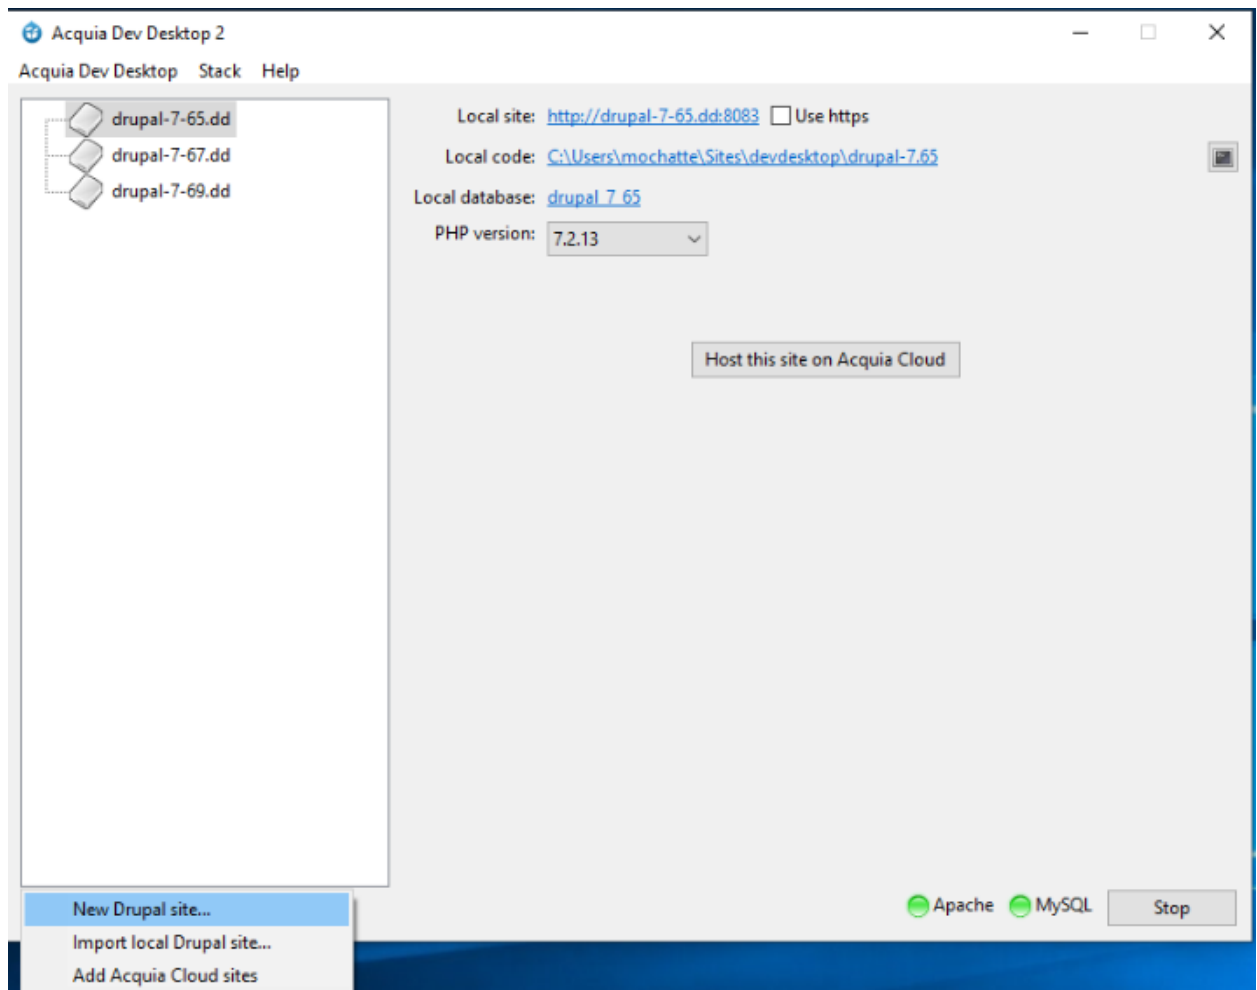 Acquia Dev Desktop 2
Acquia Dev Desktop Stack Help
drupal-7-65.dd
drupal-7-67.dd
drupal-7-69.dd
Local site: http://drupal-7-65.dd:8083 Use https
Local code: C:\Users\mochatte\Sites\devdesktop\drupal-7.65
Local database: drupal_7_65
PHP version: 7.2.13
Host this site on Acquia Cloud
Apache MySQL Stop
New Drupal site...
Import local Drupal site...
Add Acquia Cloud sites